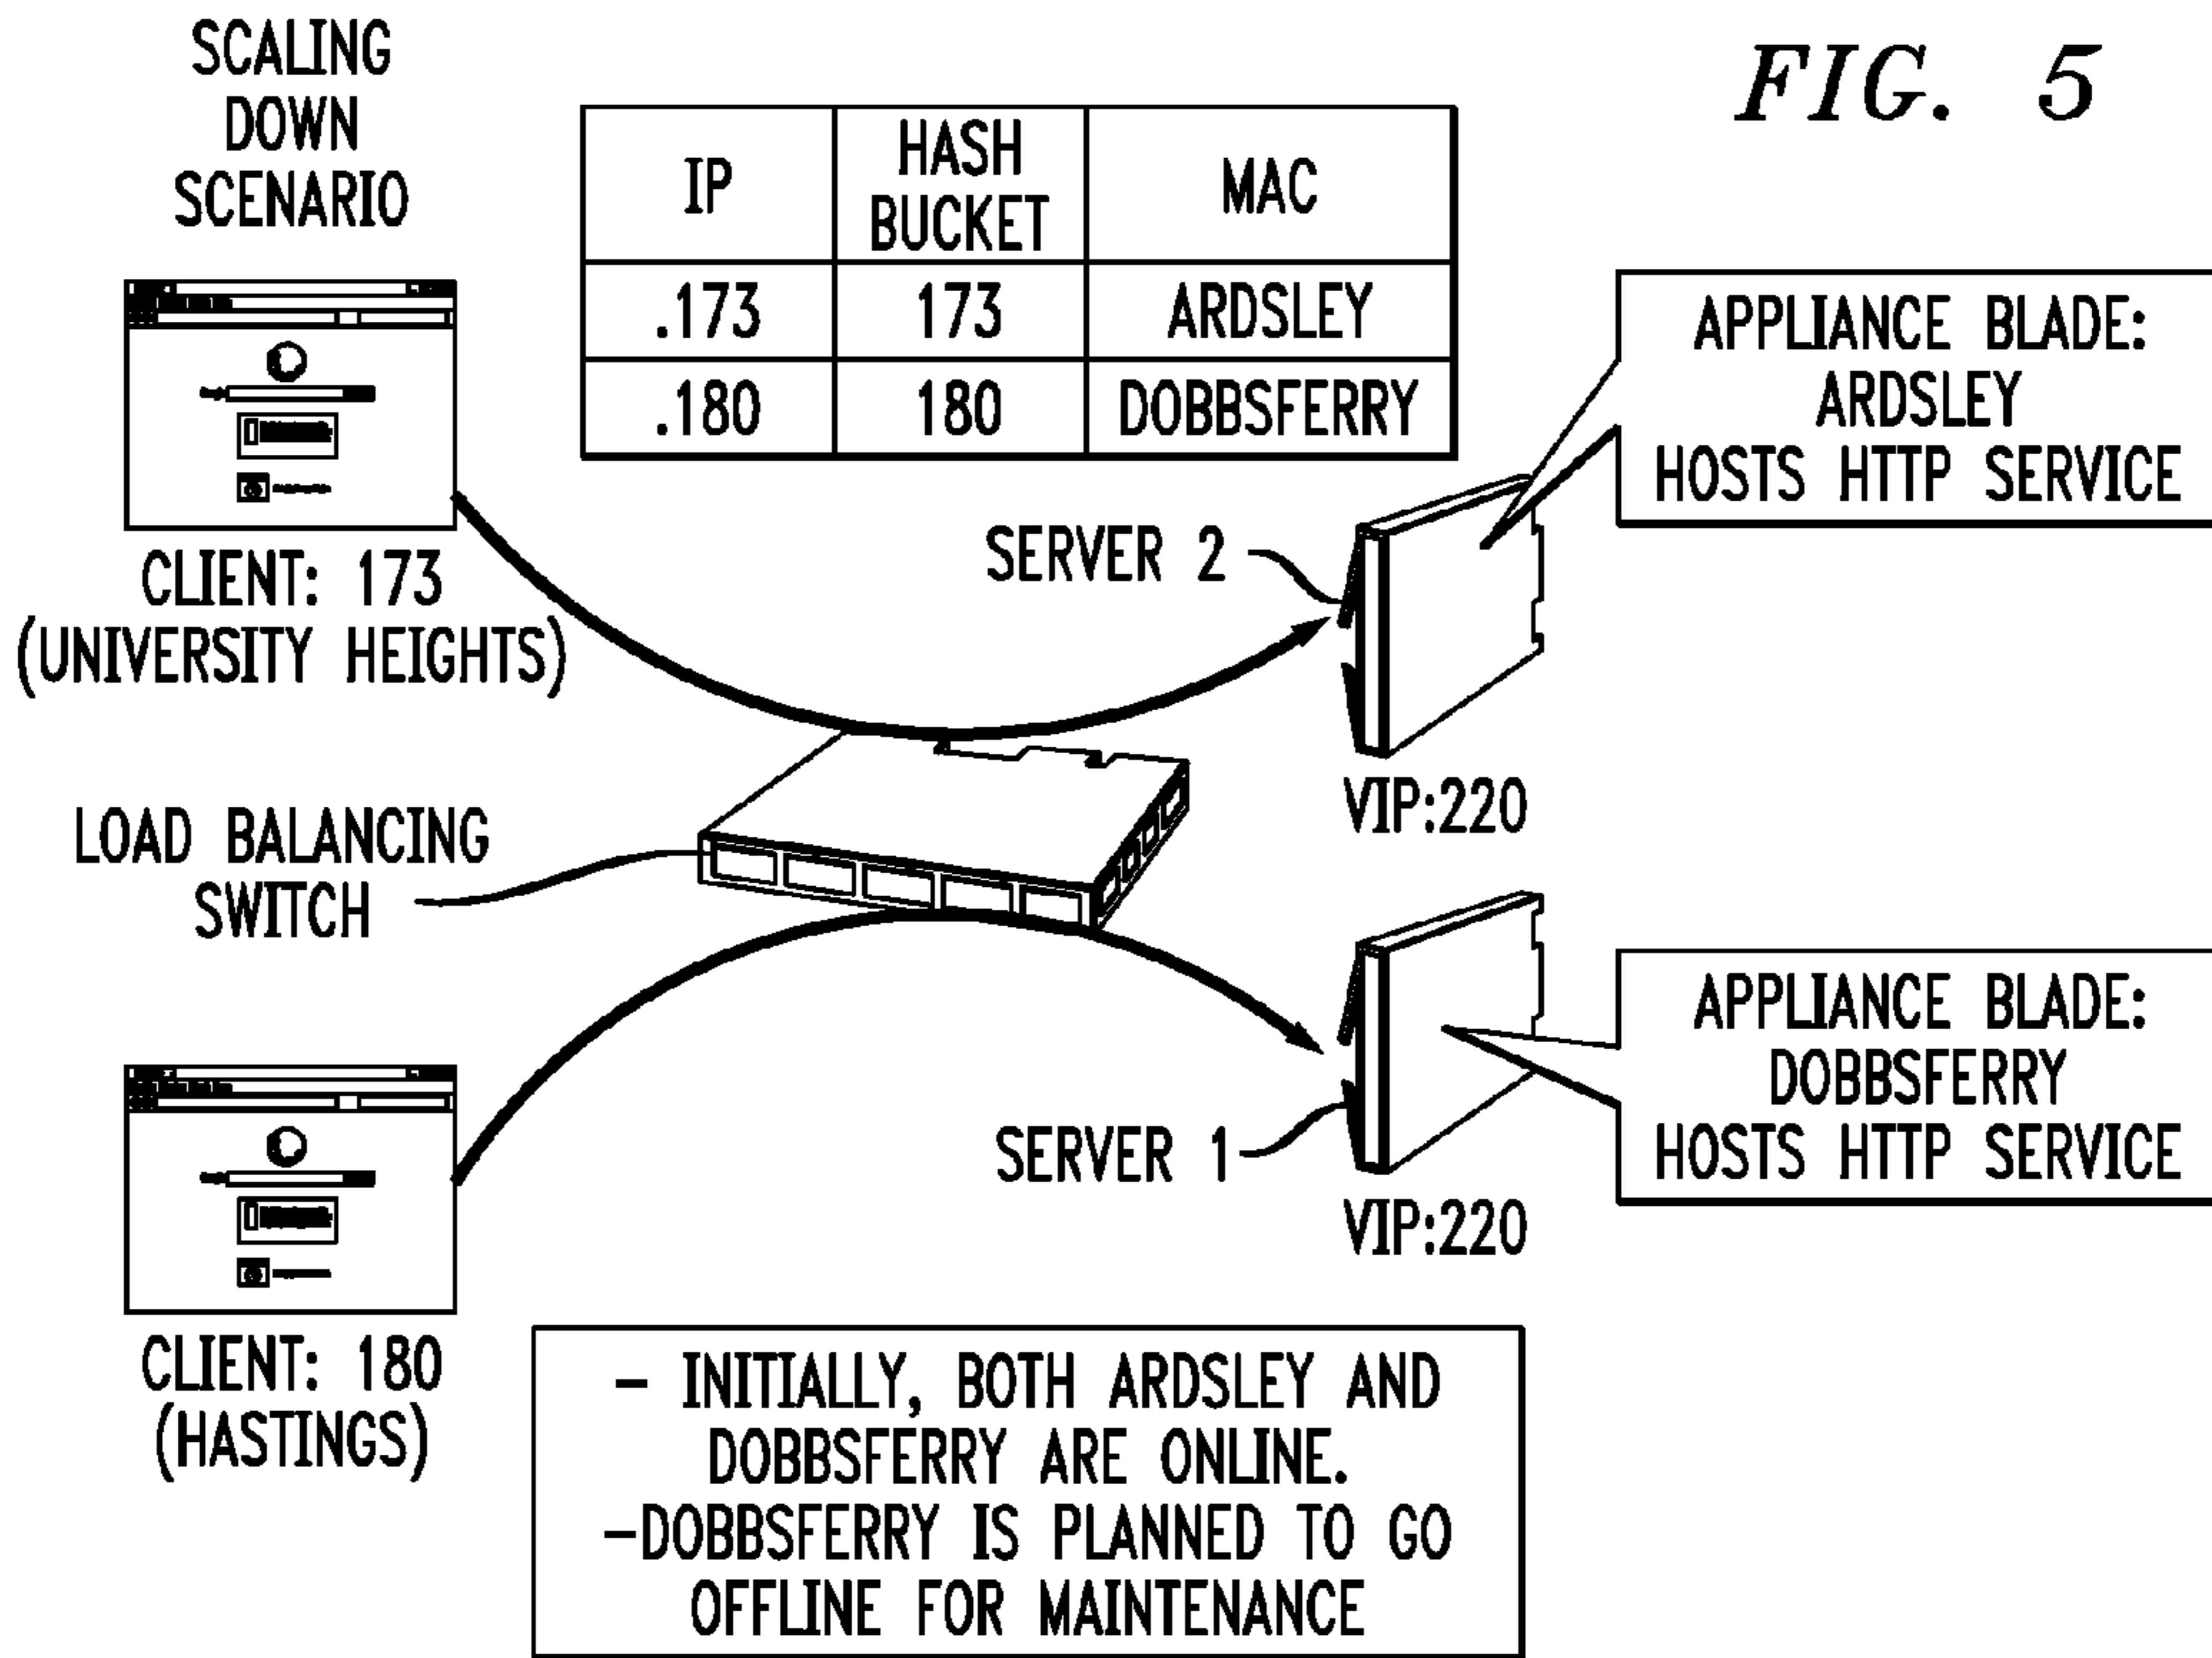 FIG. 5
SCALING
DOWN
SCENARIO
IP HASH BUCKET MAC
.173 173 ARDSLEY
.180 180 DOBBSFERRY
APPLIANCE BLADE:
ARDSLEY
HOSTS HTTP SERVICE
SERVER 2
CLIENT: 173
(UNIVERSITY HEIGHTS)
VIP:220
LOAD BALANCING
SWITCH
APPLIANCE BLADE:
DOBBSFERRY
HOSTS HTTP SERVICE
SERVER 1
VIP:220
CLIENT: 180
(HASTINGS)
– INITIALLY, BOTH ARDSLEY AND
DOBBSFERRY ARE ONLINE.
–DOBBSFERRY IS PLANNED TO GO
OFFLINE FOR MAINTENANCE